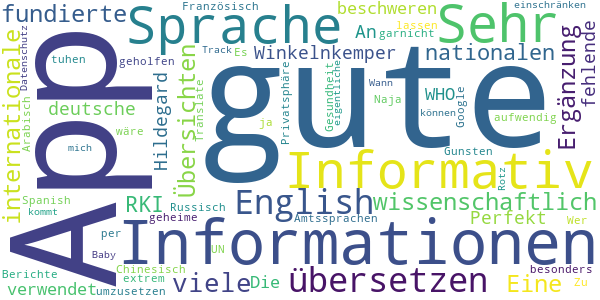 fundierte
Französisch
Sprache
beschweren
Sehr
einschränken
lassen
An
garnicht
nationalen
App
gute
internationale
Datenschutz
Arabisch
tuhen
geholfen
deutsche
wäre
mich
Hildegard
Übersichten
Translate
Track
Es
Winkelnkemper
ja
Privatsphäre
Gesundheit
eigentliche
Wann
Naja
WHO
können
Google
Gunsten
aufwendig
Ergänzung
fehlende
Informativ
Rotz
Spanish
kommt
RKI
geheime
Russisch
English
Amtssprachen
wissenschaftlich
Perfekt
Wer
per
Baby
UN
Informationen
Berichte
verwendet
Chinesisch
extrem
umzusetzen
viele
Die
übersetzen
Eine
besonders
Zu